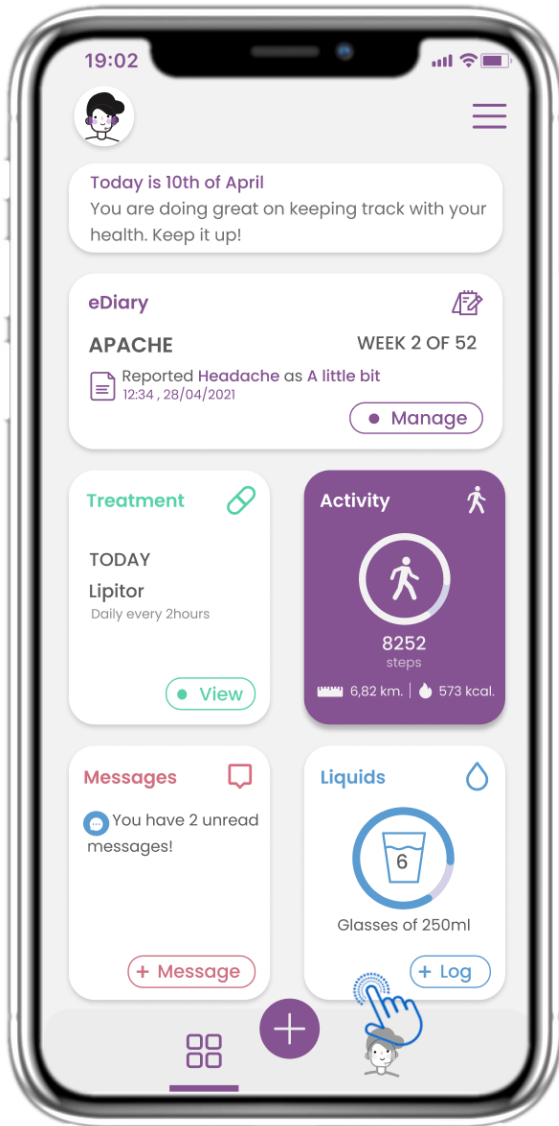 19:02
Today is 10th of April
You are doing great on keeping track with your
health. Keep it up!
eDiary
APACHE
WEEK 2 OF 52
Reported Headache as A little bit
12:34 , 28/04/2021
Manage
Treatment
TODAY
Lipitor
Daily every 2hours
View
Activity
8252
steps
6,82 km.
573 kcal.
Messages
You have 2 unread
messages!
+ Message
Liquids
6
Glasses of 250ml
+ Log